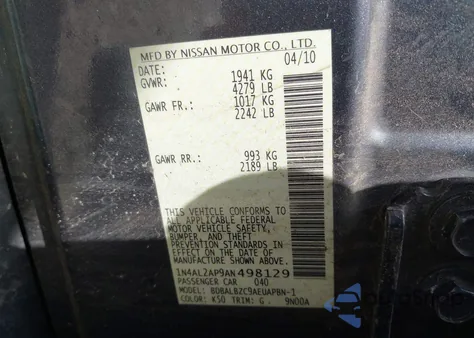 MFD BY NISSAN MOTOR CO., LTD.
DATE: 04/10
GVWR: 1941 KG
4279 LB
GAWR FR.: 1017 KG
2242 LB
GAWR RR.: 993 KG
2189 LB
THIS VEHICLE CONFORMS TO
ALL APPLICABLE FEDERAL
MOTOR VEHICLE SAFETY,
BUMPER, AND THEFT
PREVENTION STANDARDS IN
EFFECT ON THE DATE OF
MANUFACTURE SHOWN ABOVE.
1N4AL2AP9AN498129
PASSENGER CAR 040
MODEL: BDBALBZC9AEUAPBN-1
COLOR: K50 TRIM: G 9N00A